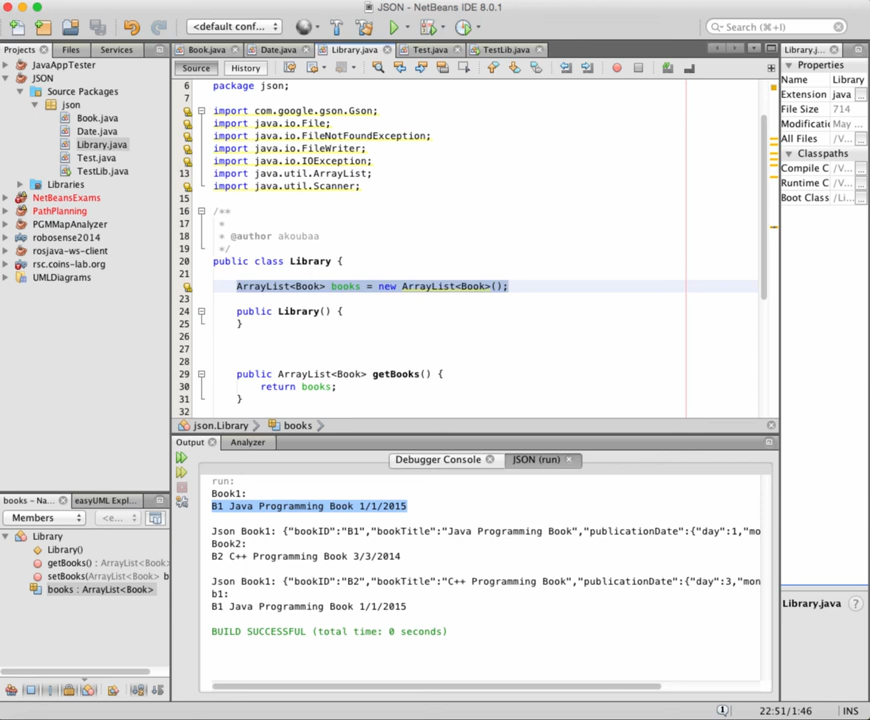 JSON - NetBeans IDE 8.0.1
<default conf...
Search (⌘+I)
Projects
Files
Services
Book.java
Date.java
Library.java
Test.java
TestLib.java
Library.j...
JavaAppTester
JSON
Source Packages
json
Book.java
Date.java
Library.java
Test.java
TestLib.java
Libraries
NetBeansExams
PathPlanning
PGMMapAnalyzer
robosense2014
rosjava-ws-client
rsc.coins-lab.org
UMLDiagrams
Source
History
6 package json;
7
import com.google.gson.Gson;
import java.io.File;
import java.io.FileNotFoundException;
import java.io.FileWriter;
import java.io.IOException;
13 import java.util.ArrayList;
import java.util.Scanner;
15
16 /**
17 *
18 * @author akoubaa
19 */
20 public class Library {
21
ArrayList<Book> books = new ArrayList<Book>();
23
24 public Library() {
25 }
26
27
28
29 public ArrayList<Book> getBooks() {
30 return books;
31 }
32
json.Library
books
Properties
Name Library
Extension java ...
File Size 714
Modificati May ...
All Files /V... ...
Classpaths
Compile C /V... ...
Runtime C /V... ...
Boot Class /Li... ...
Library.java
books - Na...
easyUML Expl...
Members
<e...
Library
Library()
getBooks() : ArrayList<Book>
setBooks(ArrayList<Book> b
books : ArrayList<Book>
Output
Analyzer
Debugger Console
JSON (run)
run:
Book1:
B1 Java Programming Book 1/1/2015
Json Book1: {"bookID":"B1","bookTitle":"Java Programming Book","publicationDate":{"day":1,"mo
Book2:
B2 C++ Programming Book 3/3/2014
Json Book1: {"bookID":"B2","bookTitle":"C++ Programming Book","publicationDate":{"day":3,"mon
b1:
B1 Java Programming Book 1/1/2015
BUILD SUCCESSFUL (total time: 0 seconds)
22:51/1:46
INS